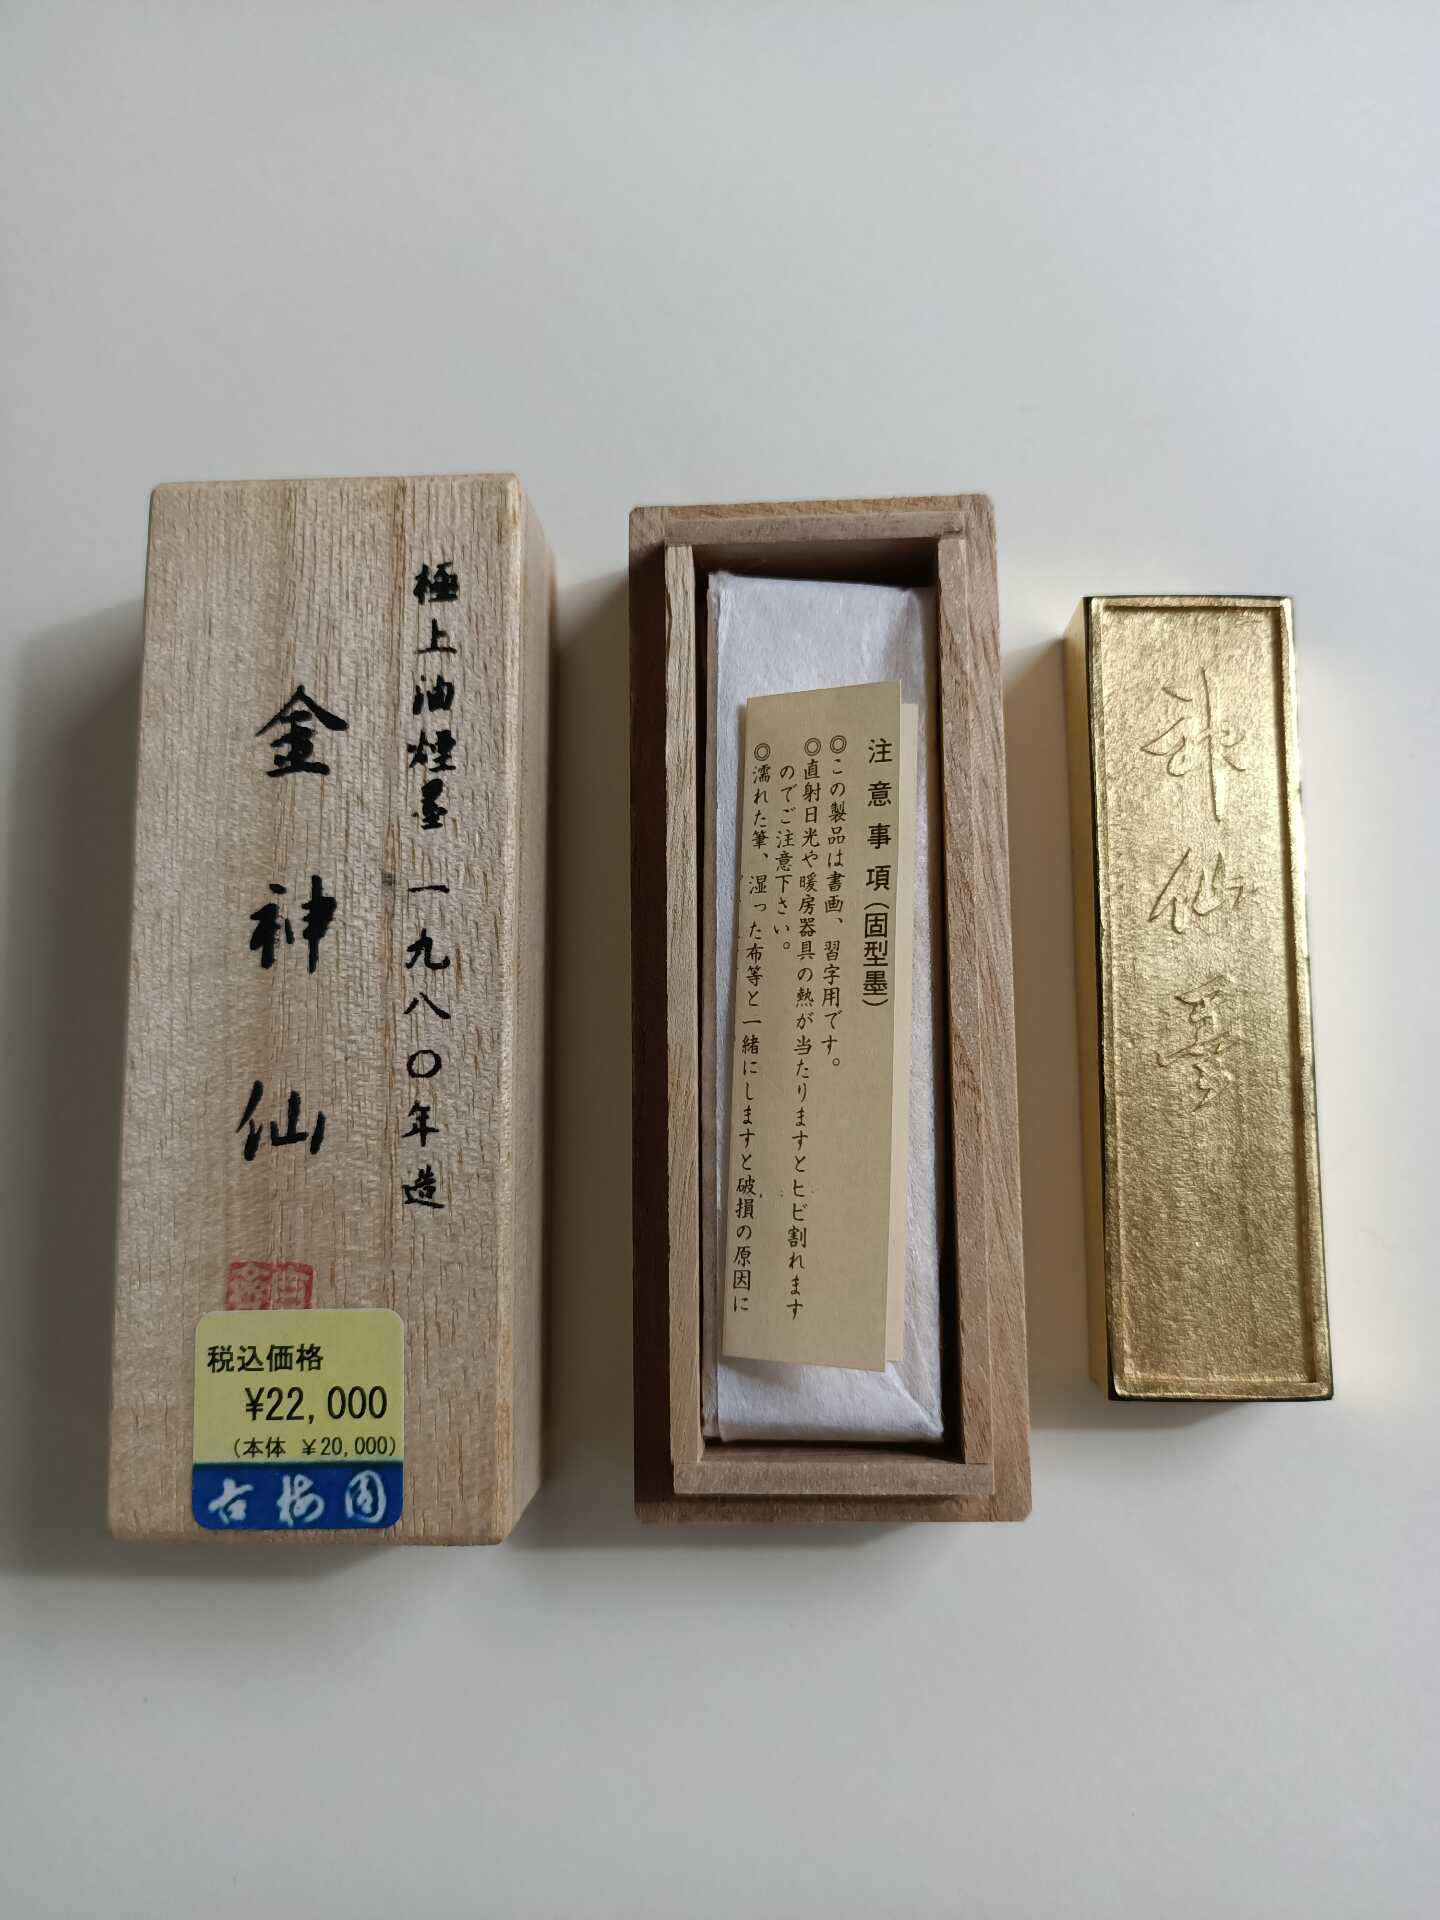 極上油煙墨 一九八〇年造
金神仙
税込価格
¥22,000
(本体 ¥20,000)
古梅園
注意事項(固型墨)
◎この製品は書画、習字用です。
◎直射日光や暖房器具の熱が当たりますとヒビ割れます
のでご注意下さい。
◎濡れた筆、湿った布等と一緒にしますと破損の原因に
神仙墨